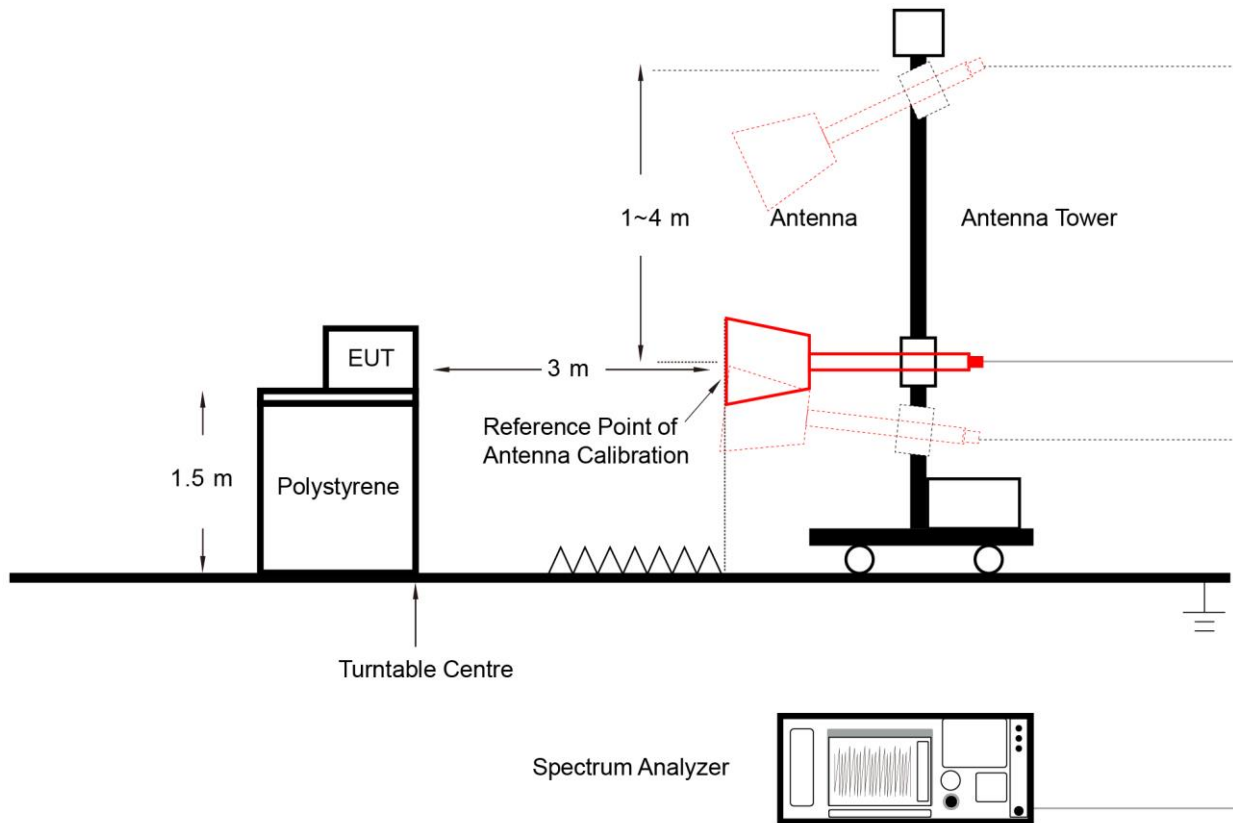 1~4 m
Antenna
Antenna Tower
EUT
3 m
Reference Point of
Antenna Calibration
1.5 m
Polystyrene
Turntable Centre
Spectrum Analyzer